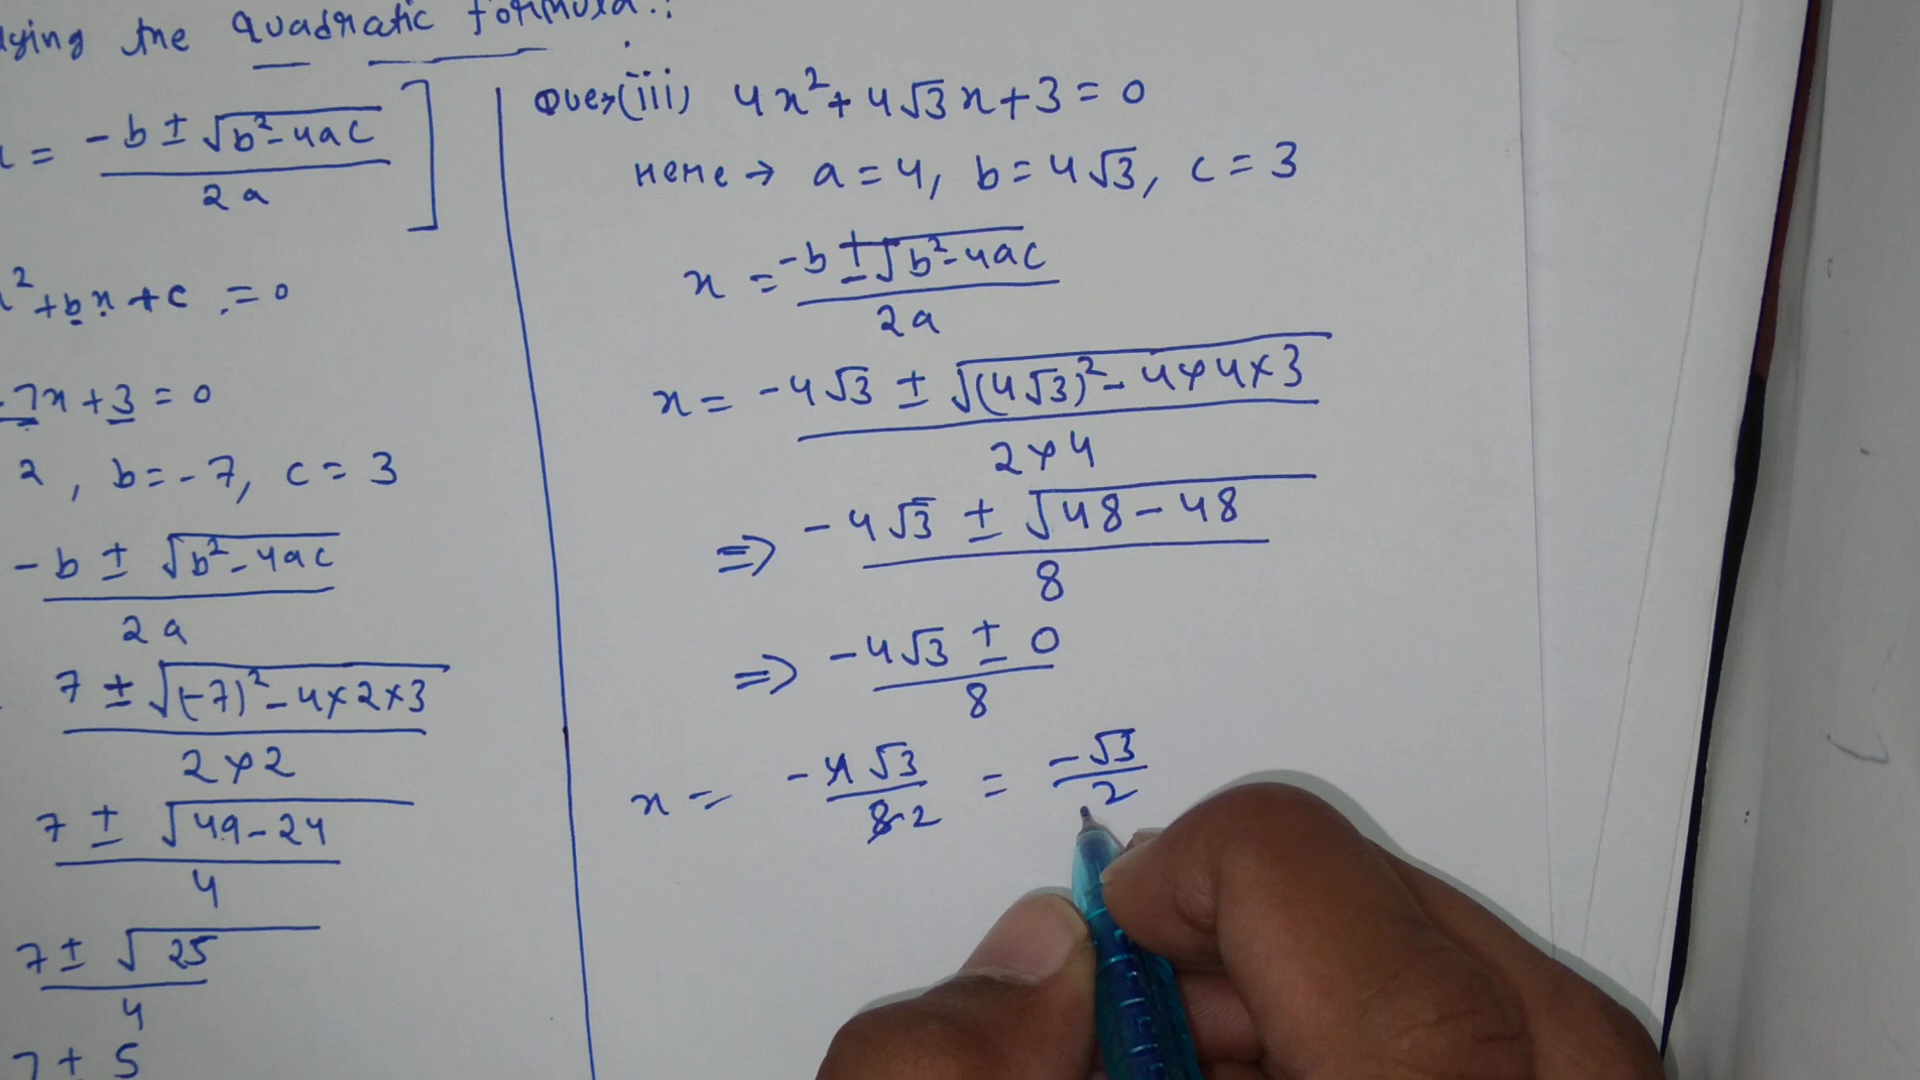 the quadratic formula :
= -b ± √b²-4ac / 2a ]
x² + bx + c = 0
-7x + 3 = 0
2, b = -7, c = 3
-b ± √b²-4ac / 2a
7 ± √(-7)² - 4×2×3 / 2×2
7 ± √49-24 / 4
7 ± √25 / 4
7 ± 5
Ques(iii) 4x² + 4√3x + 3 = 0
Here → a = 4, b = 4√3, c = 3
x = -b ± √b²-4ac / 2a
x = -4√3 ± √(4√3)² - 4×4×3 / 2×4
⇒ -4√3 ± √48-48 / 8
⇒ -4√3 ± 0 / 8
x = -4√3 / 8 2 = -√3 / 2